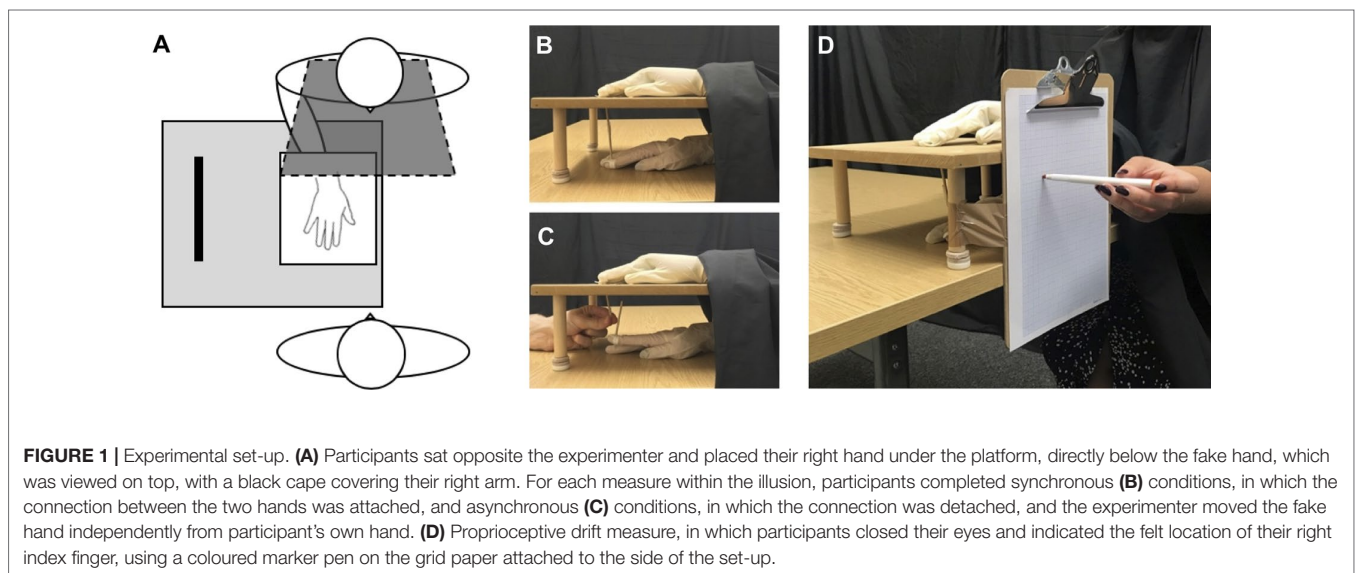 A
B
C
D
FIGURE 1 | Experimental set-up. (A) Participants sat opposite the experimenter and placed their right hand under the platform, directly below the fake hand, which
was viewed on top, with a black cape covering their right arm. For each measure within the illusion, participants completed synchronous (B) conditions, in which the
connection between the two hands was attached, and asynchronous (C) conditions, in which the connection was detached, and the experimenter moved the fake
hand independently from participant's own hand. (D) Proprioceptive drift measure, in which participants closed their eyes and indicated the felt location of their right
index finger, using a coloured marker pen on the grid paper attached to the side of the set-up.